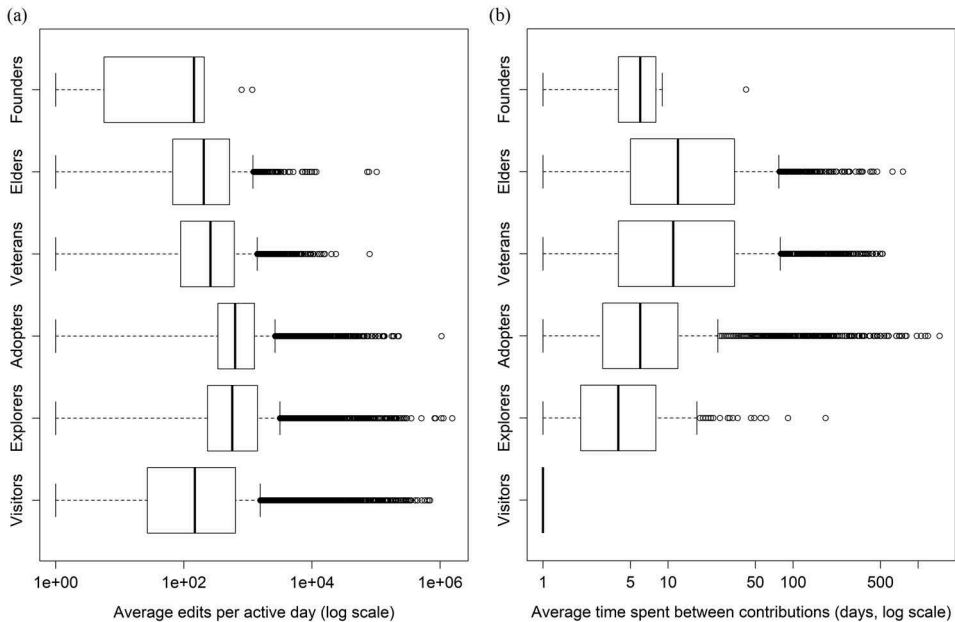 (a)
Founders
Elders
Veterans
Adopters
Explorers
Visitors
1e+00 1e+02 1e+04 1e+06
Average edits per active day (log scale)
(b)
Founders
Elders
Veterans
Adopters
Explorers
Visitors
1 5 10 50 100 500
Average time spent between contributions (days, log scale)